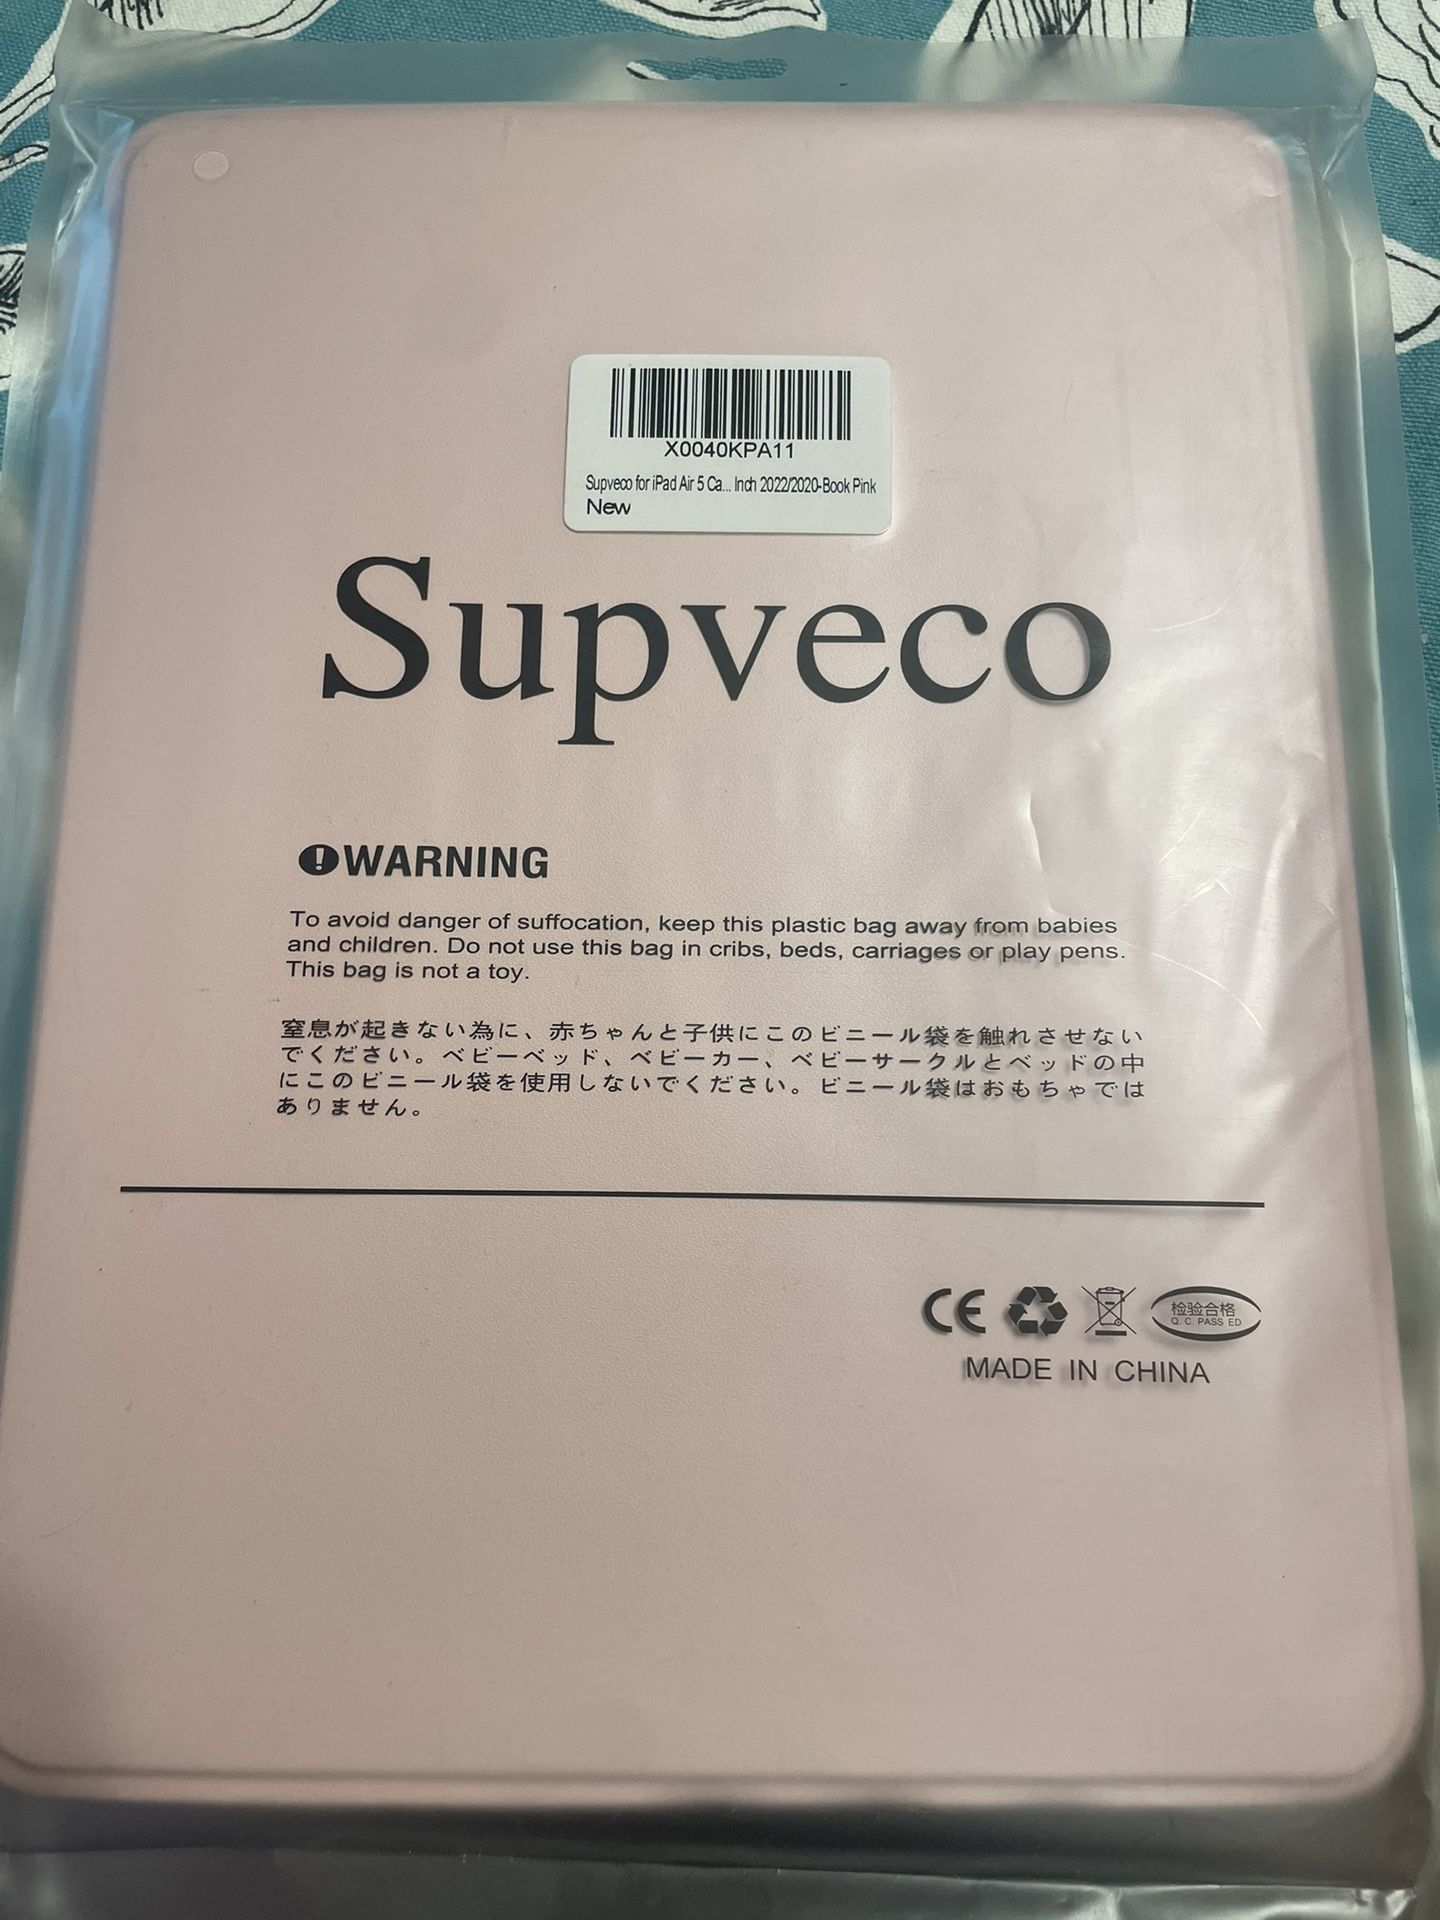 X0040KPA11
Supveco for iPad Air 5 Ca... Inch 2022/2020-Book Pink
New
Supveco
WARNING
To avoid danger of suffocation, keep this plastic bag away from babies
and children. Do not use this bag in cribs, beds, carriages or play pens.
This bag is not a toy.
窒息が起きない為に、赤ちゃんと子供にこのビニール袋を触れさせない
でください。ベビーベッド、ベビーカー、ベビーサークルとベッドの中
にこのビニール袋を使用しないでください。ビニール袋はおもちゃでは
ありません。
CE
检验合格
Q. C. PASS ED
MADE IN CHINA